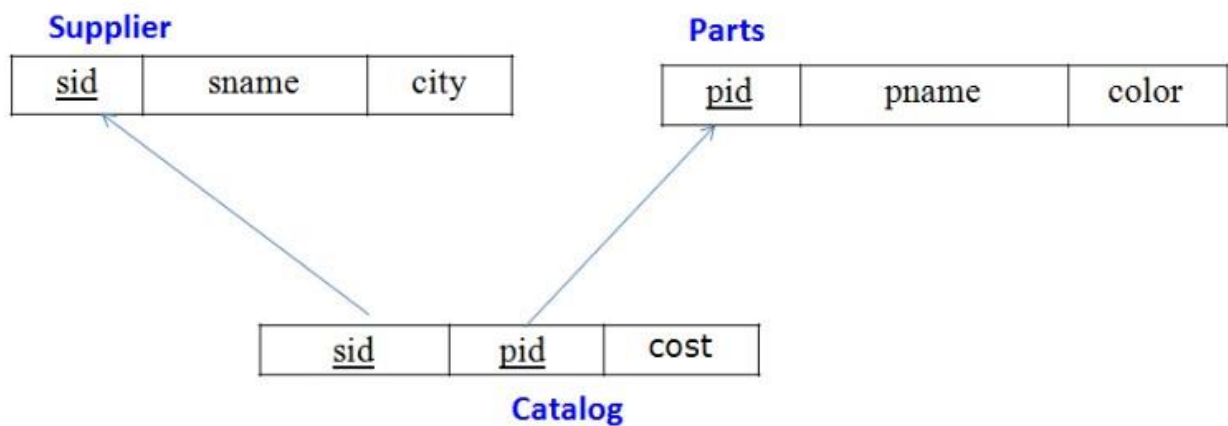 Supplier
sid sname city
Parts
pid pname color
sid pid cost
Catalog